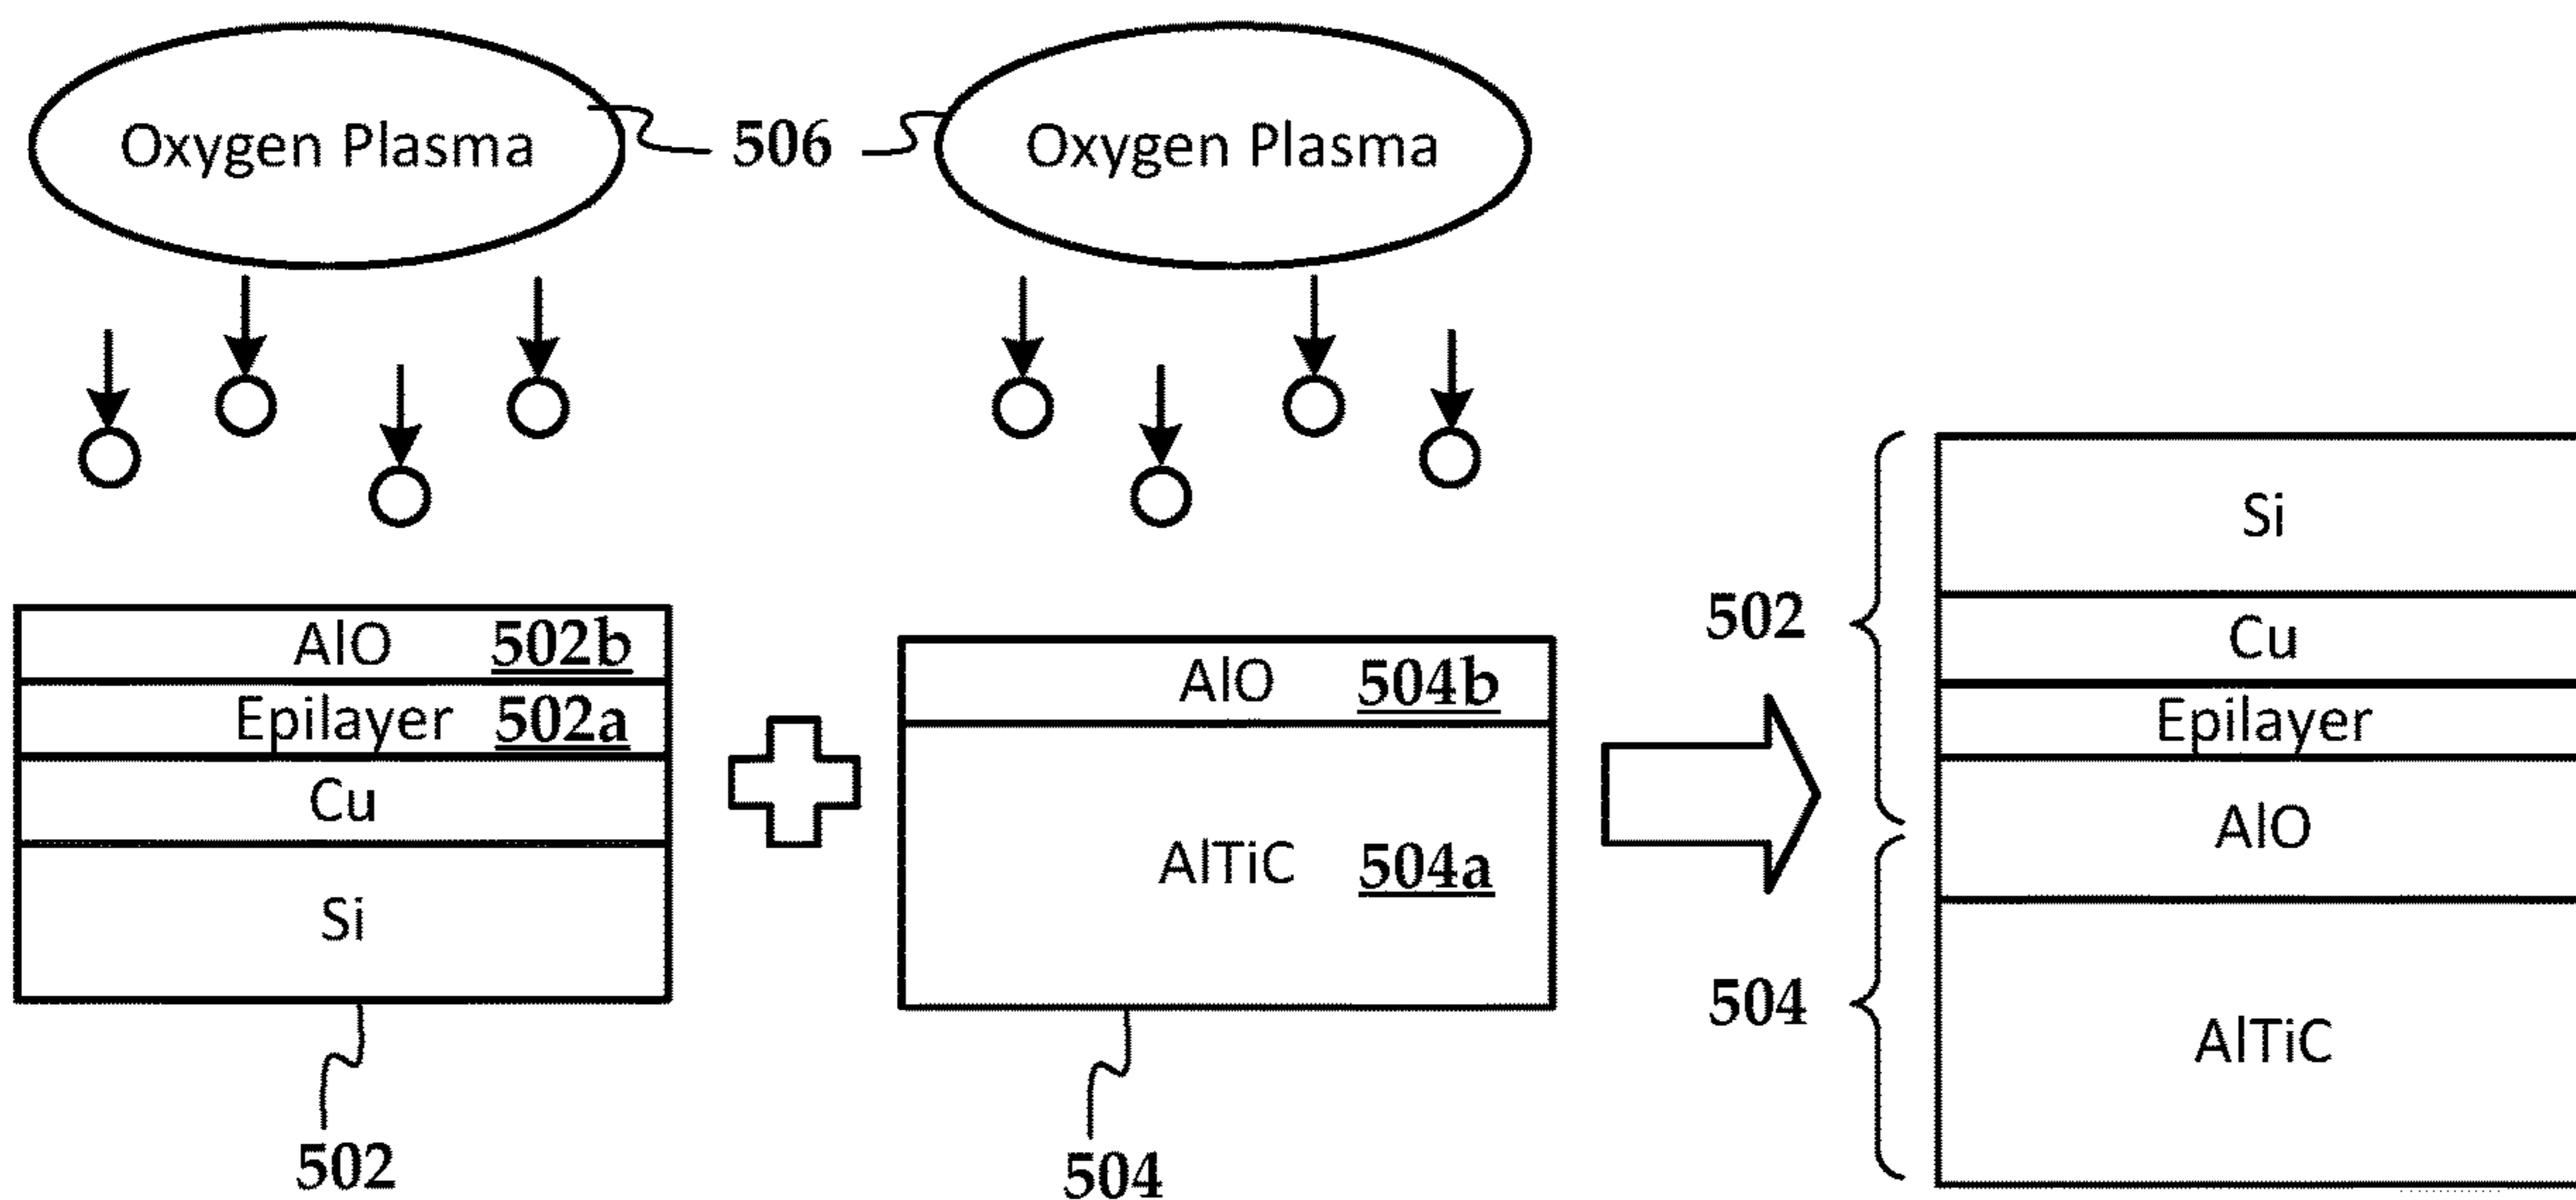 Oxygen Plasma
506
Oxygen Plasma
AlO 502b
Epilayer 502a
Cu
Si
502
AlO 504b
AlTiC 504a
504
502
504
Si
Cu
Epilayer
AlO
AlTiC